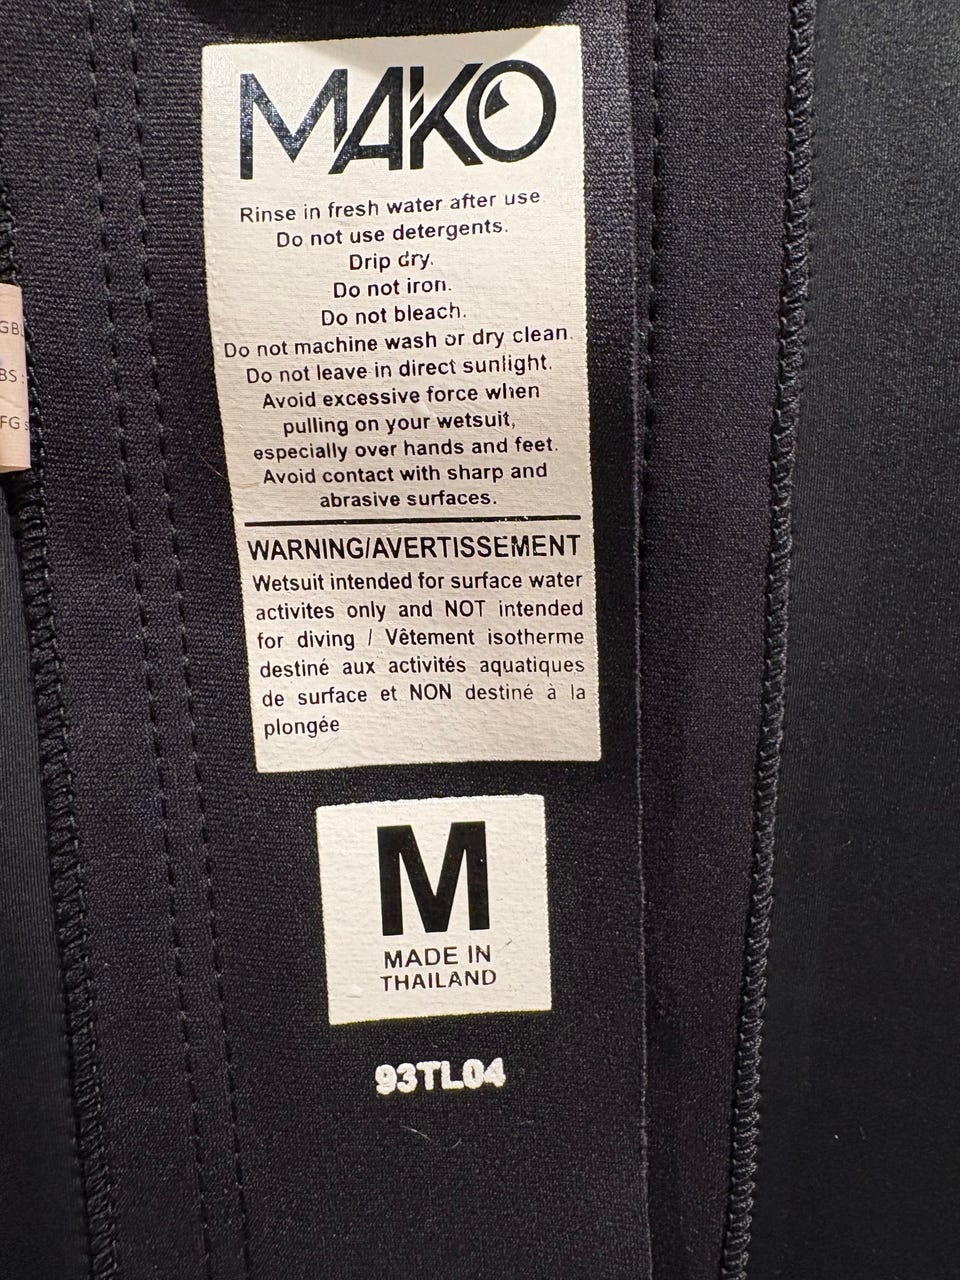 MAKO
Rinse in fresh water after use
Do not use detergents.
Drip dry.
Do not iron.
Do not bleach.
Do not machine wash or dry clean.
Do not leave in direct sunlight.
Avoid excessive force when
pulling on your wetsuit,
especially over hands and feet.
Avoid contact with sharp and
abrasive surfaces.
WARNING/AVERTISSEMENT
Wetsuit intended for surface water
activites only and NOT intended
for diving / Vêtement isotherme
destiné aux activités aquatiques
de surface et NON destiné à la
plongée
M
MADE IN
THAILAND
93TL04